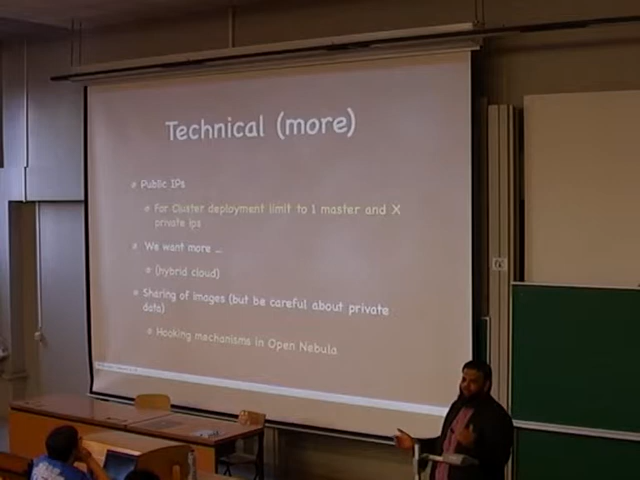 Technical (more)
Public IPs
For Cluster deployment limit to 1 master and X
private ips
We want more ...
(hybrid cloud)
Sharing of images (but be careful about private
data)
Hooking mechanisms in Open Nebula